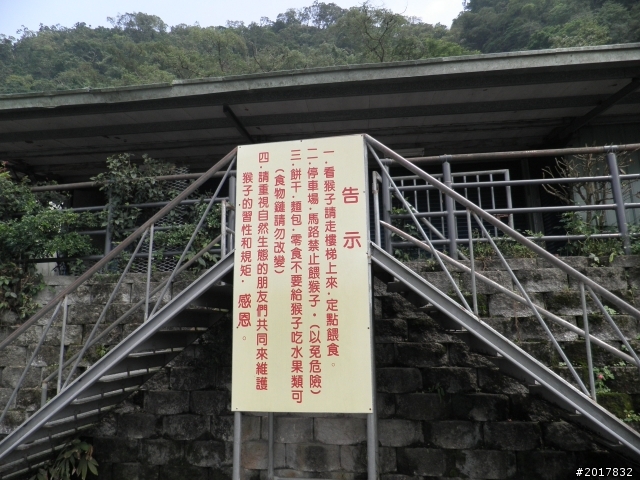 告示
一.看猴子請走樓梯上來,定點餵食。
二.停車場.馬路禁止餵猴子。(以免危險)
三.餅干.麵包.零食不要給猴子吃水果類可
(食物鏈請勿改變)
四.請重視自然生態的朋友們共同來維護
猴子的習性和規矩.感恩。
#2017832